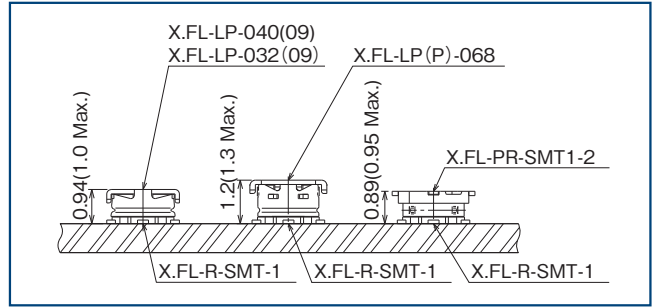 X.FL-LP-040(09)
X.FL-LP-032(09)
X.FL-LP(P)-068
X.FL-PR-SMT1-2
0.94(1.0 Max.)
1.2(1.3 Max.)
0.89(0.95 Max.)
X.FL-R-SMT-1
X.FL-R-SMT-1
X.FL-R-SMT-1